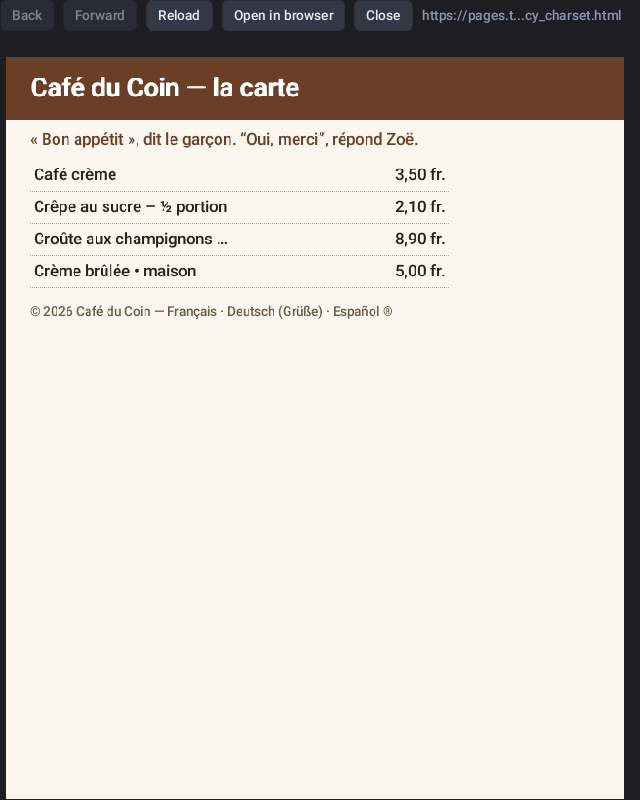 Back Forward Reload Open in browser Close https://pages.t...cy_charset.html
Café du Coin — la carte
« Bon appétit », dit le garçon. “Oui, merci”, répond Zoë.
Café crème 3,50 fr.
Crêpe au sucre – ½ portion 2,10 fr.
Croûte aux champignons … 8,90 fr.
Crème brûlée • maison 5,00 fr.
© 2026 Café du Coin — Français · Deutsch (Grüße) · Español ®